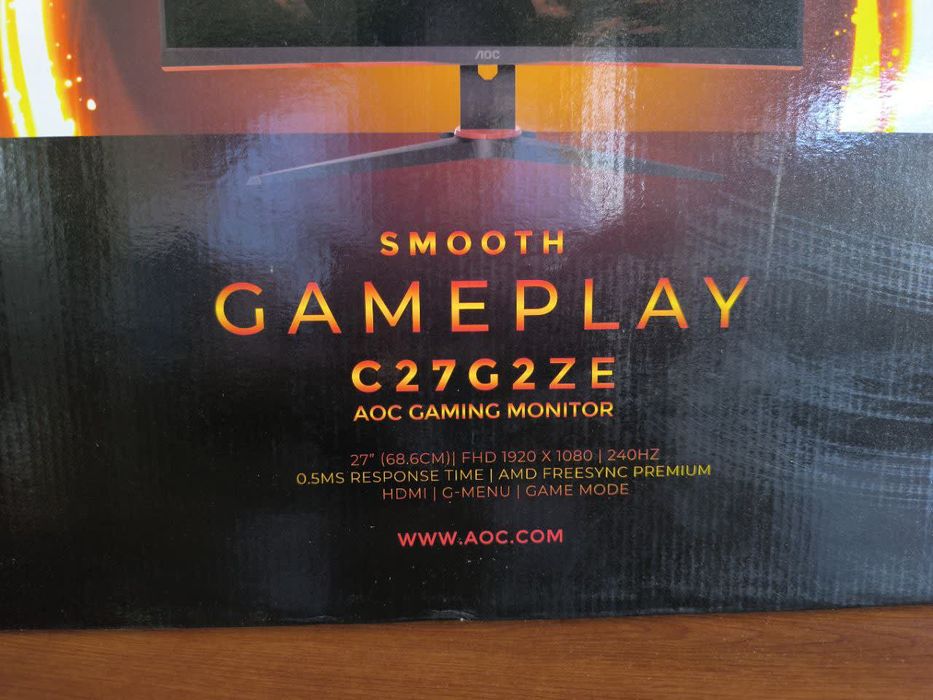 AOC
SMOOTH
GAMEPLAY
C27G2ZE
AOC GAMING MONITOR
27" (68.6CM)| FHD 1920 X 1080 | 240HZ
0.5MS RESPONSE TIME | AMD FREESYNC PREMIUM
HDMI | G-MENU | GAME MODE
WWW.AOC.COM